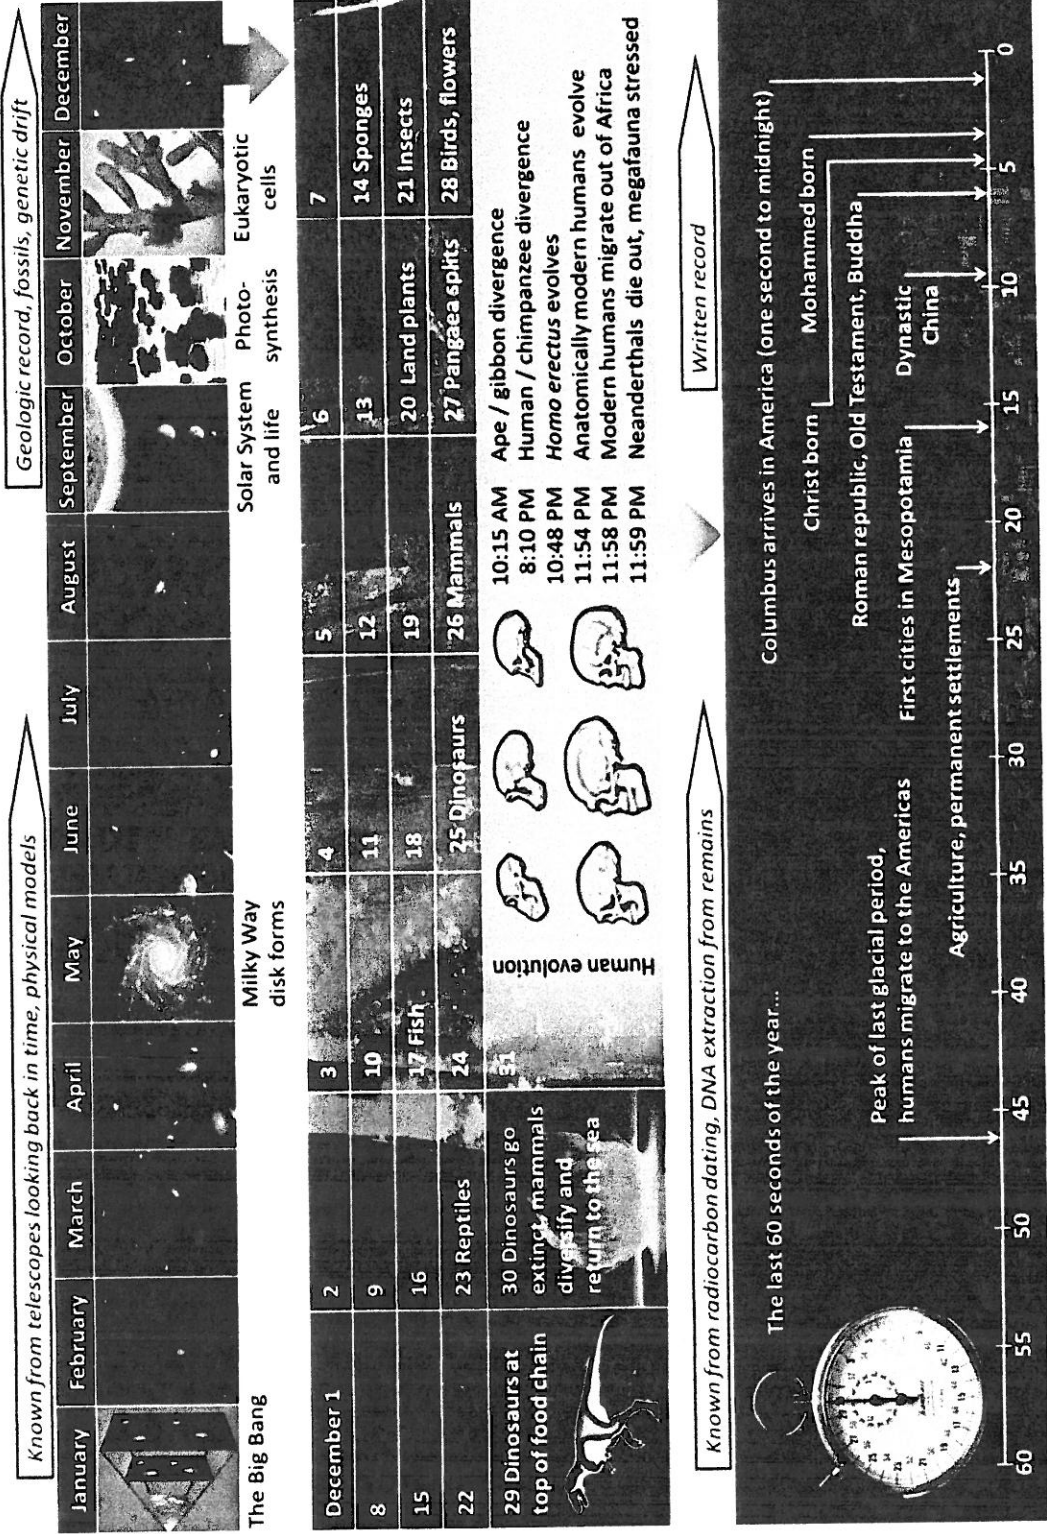 Known from telescopes looking back in time, physical models
Geologic record, fossils, genetic drift
January
February
March
April
May
June
July
August
September
October
November
December
The Big Bang
Milky Way
disk forms
Solar System
and life
Photo-
synthesis
Eukaryotic
cells
December 1
2
3
4
5
6
7
8
9
10
11
12
13
14 Sponges
15
16
17 Fish
18
19
20 Land plants
21 Insects
22
23 Reptiles
24
25 Dinosaurs
26 Mammals
27 Pangaea splits
28 Birds, flowers
29 Dinosaurs at
top of food chain
30 Dinosaurs go
extinct, mammals
diversify and
return to the sea
31
Human evolution
10:15 AM Ape / gibbon divergence
8:10 PM Human / chimpanzee divergence
10:48 PM Homo erectus evolves
11:54 PM Anatomically modern humans evolve
11:58 PM Modern humans migrate out of Africa
11:59 PM Neanderthals die out, megafauna stressed
Known from radiocarbon dating, DNA extraction from remains
Written record
The last 60 seconds of the year...
Columbus arrives in America (one second to midnight)
Mohammed born
Christ born
Roman republic, Old Testament, Buddha
Dynastic
China
First cities in Mesopotamia
Peak of last glacial period,
humans migrate to the Americas
Agriculture, permanent settlements
60
55
50
45
40
35
30
25
20
15
10
5
0